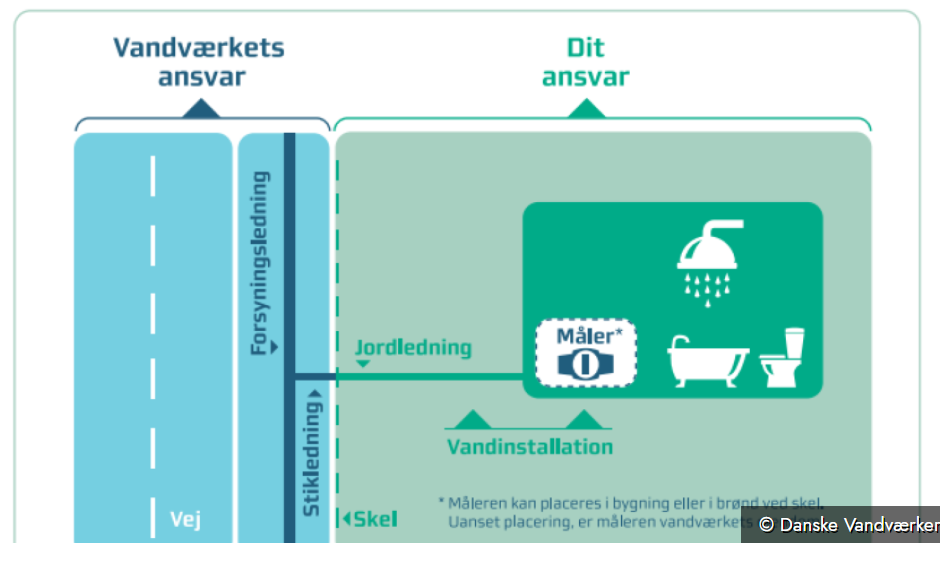 Vandværkets
ansvar
Dit
ansvar
Forsyningsledning
Jordledning
Måler*
Stikledning
Vandinstallation
Vej
Skel
* Måleren kan placeres i bygning eller i brønd ved skel.
Uanset placering, er måleren vandværkets
© Danske Vandværker